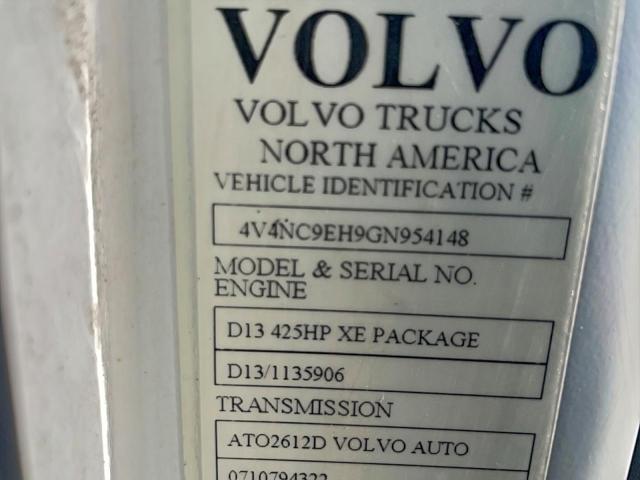 VOLVO
VOLVO TRUCKS
NORTH AMERICA
VEHICLE IDENTIFICATION #
4V4NC9EH9GN954148
MODEL & SERIAL NO.
ENGINE
D13 425HP XE PACKAGE
D13/1135906
TRANSMISSION
ATO2612D VOLVO AUTO
0710794322